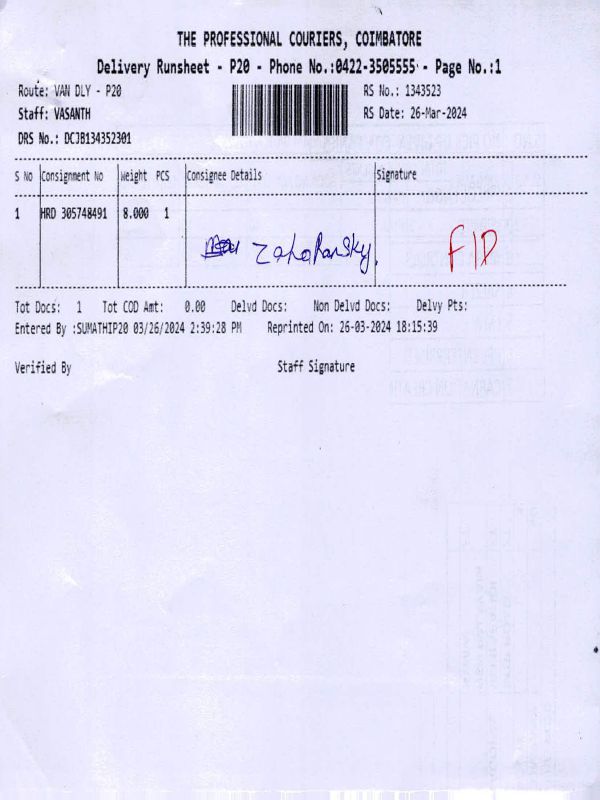 THE PROFESSIONAL COURIERS, COIMBATORE
Delivery Runsheet - P20 - Phone No.:0422-3505555 - Page No.:1
Route: VAN DLY - P20 RS No.: 1343523
Staff: VASANTH RS Date: 26-Mar-2024
DRS No.: DCJB134352301
S No Consignment No Weight PCS Consignee Details Signature
1 HRD 305748491 8.000 1
FID
Tot Docs: 1 Tot COD Amt: 0.00 Delvd Docs: Non Delvd Docs: Delvy Pts:
Entered By :SUMATHIP20 03/26/2024 2:39:28 PM Reprinted On: 26-03-2024 18:15:39
Verified By Staff Signature